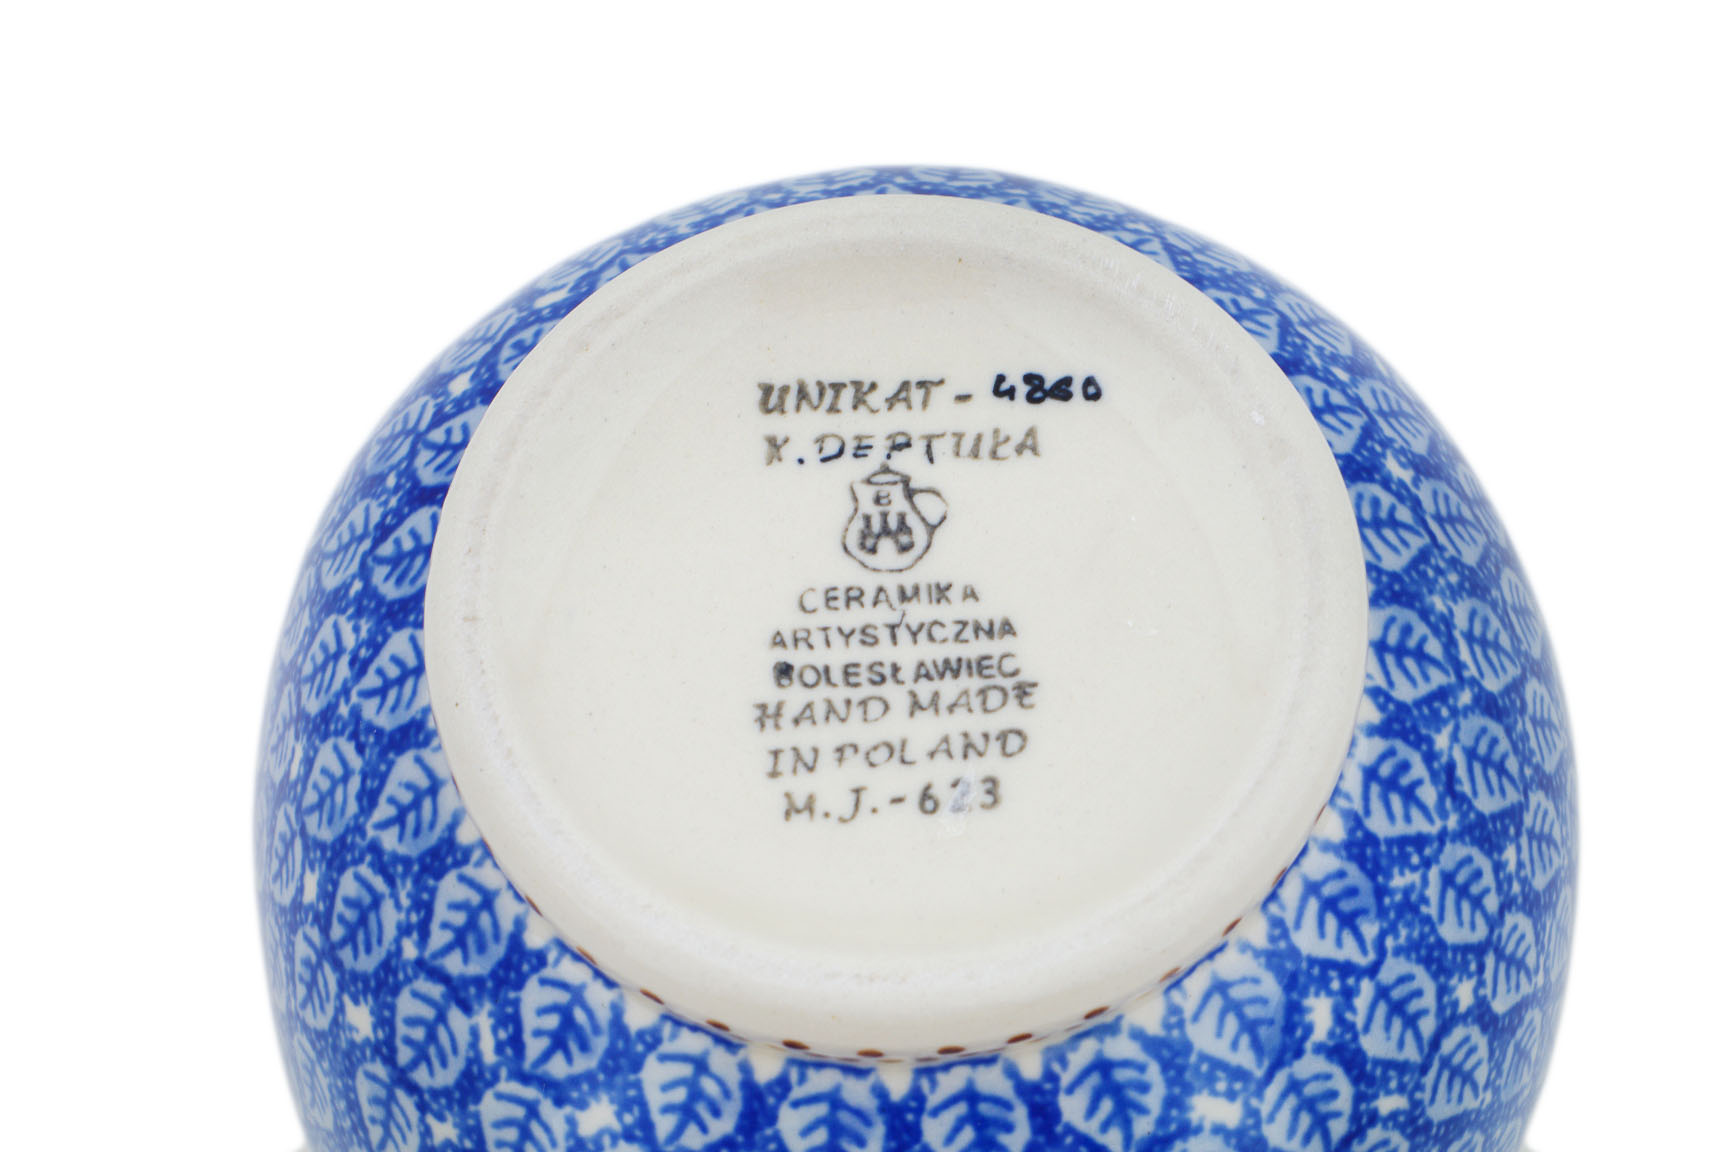 UNIKAT - 4860
K. DEPTUŁA
B
CERAMIKA
ARTYSTYCZNA
BOLESŁAWIEC
HAND MADE
IN POLAND
M.J.-623